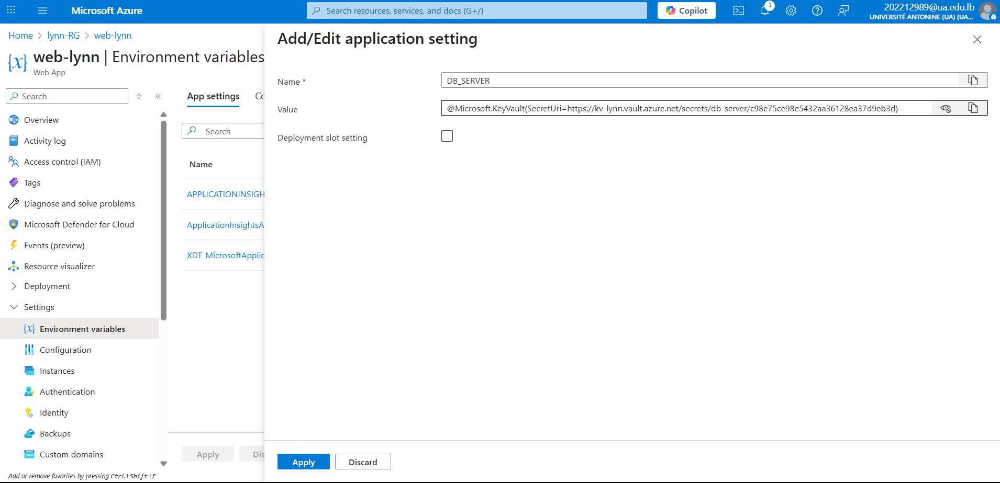 Microsoft Azure
Search resources, services, and docs (G+/)
Copilot
3
202212989@ua.edu.lb
UNIVERSITÉ ANTONINE (UA) (UA...
Home > lynn-RG > web-lynn
web-lynn | Environment variables
Web App
Search
Overview
Activity log
Access control (IAM)
Tags
Diagnose and solve problems
Microsoft Defender for Cloud
Events (preview)
Resource visualizer
Deployment
Settings
Environment variables
Configuration
Instances
Authentication
Identity
Backups
Custom domains
Add or remove favorites by pressing Ctrl+Shift+F
App settings Co
Search
Name
APPLICATIONINSIGH
ApplicationInsightsA
XDT_MicrosoftApplic
Apply Dis
Add/Edit application setting
Name *
DB_SERVER
Value
@Microsoft.KeyVault(SecretUri=https://kv-lynn.vault.azure.net/secrets/db-server/c98e75ce98e5432aa36128ea37d9eb3d)
Deployment slot setting
Apply Discard